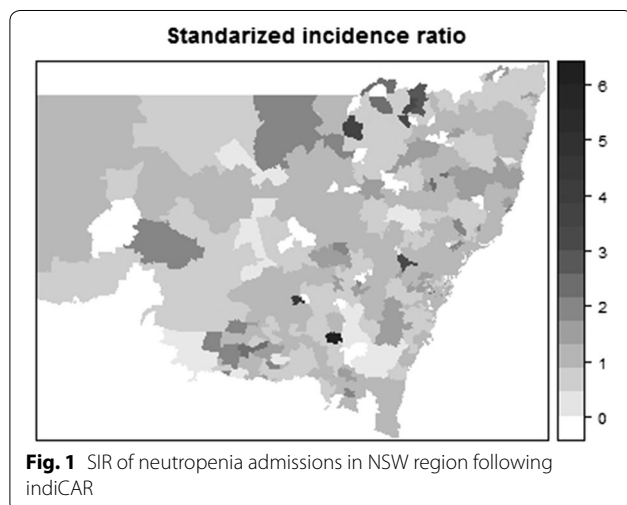 Standarized incidence ratio
6
5
4
3
2
1
0
Fig. 1 SIR of neutropenia admissions in NSW region following
indiCAR